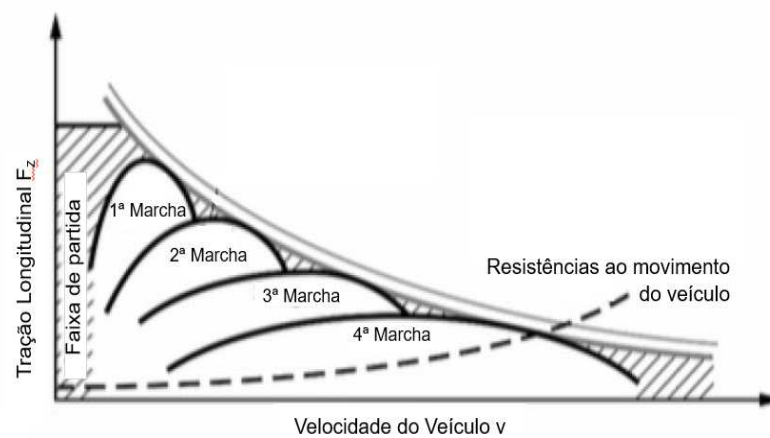 Tração Longitudinal Fz
Faixa de partida
1ª Marcha
2ª Marcha
3ª Marcha
4ª Marcha
Resistências ao movimento
do veículo
Velocidade do Veículo v